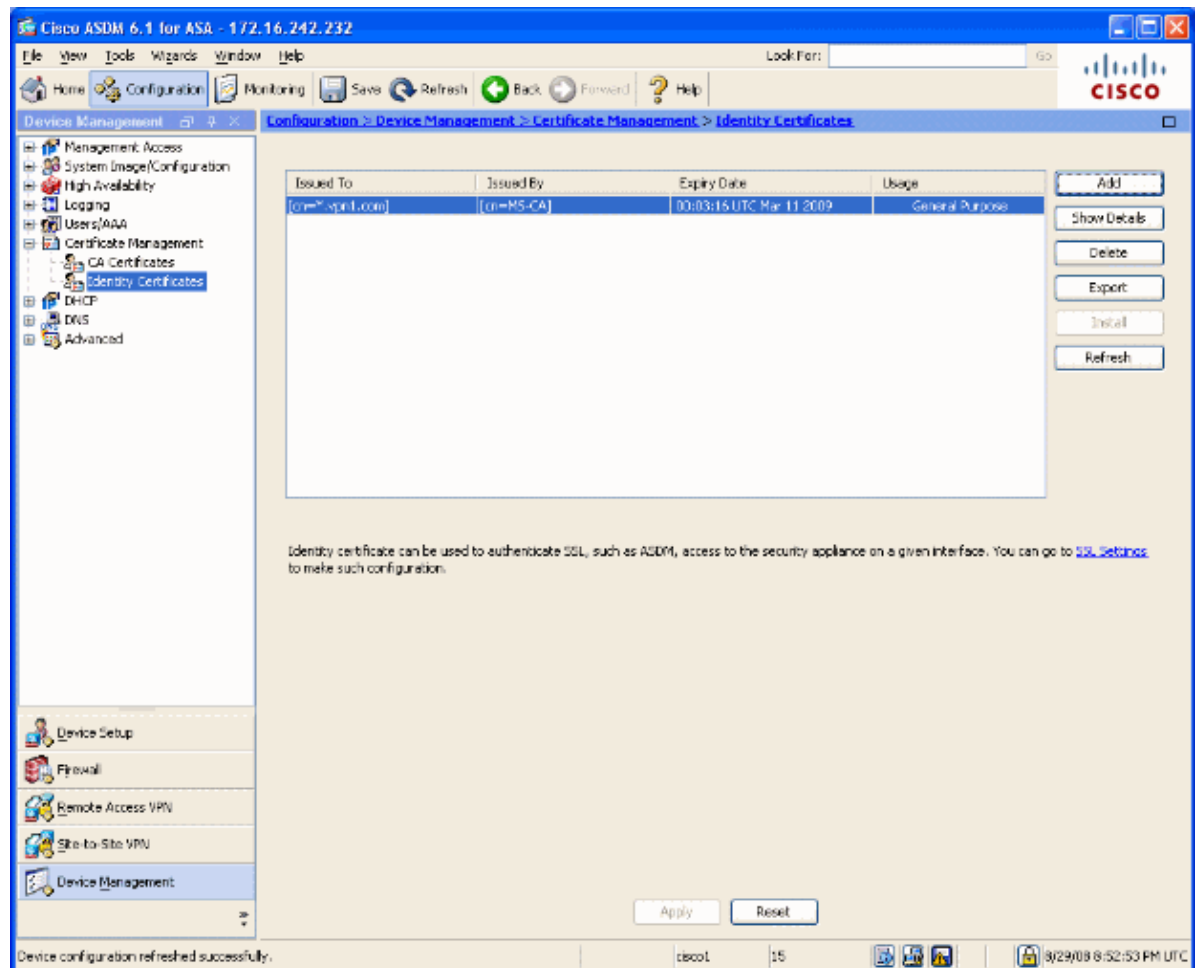 Cisco ASDM 6.1 for ASA - 172.16.242.232
File View Tools Wizards Window Help Look For: Go
Home Configuration Monitoring Save Refresh Back Forward Help
CISCO
Device Management
Configuration > Device Management > Certificate Management > Identity Certificates
Management Access
System Image/Configuration
High Availability
Logging
Users/AAA
Certificate Management
CA Certificates
Identity Certificates
DHCP
DNS
Advanced
Issued To Issued By Expiry Date Usage
[cn=*.vpn1.com] [cn=MS-CA] 00:03:16 UTC Mar 11 2009 General Purpose
Add
Show Details
Delete
Export
Install
Refresh
Identity certificate can be used to authenticate SSL, such as ASDM, access to the security appliance on a given interface. You can go to SSL Settings
to make such configuration.
Device Setup
Firewall
Remote Access VPN
Site-to-Site VPN
Device Management
Apply Reset
Device configuration refreshed successfully. cisco1 15 8/29/08 8:52:53 PM UTC